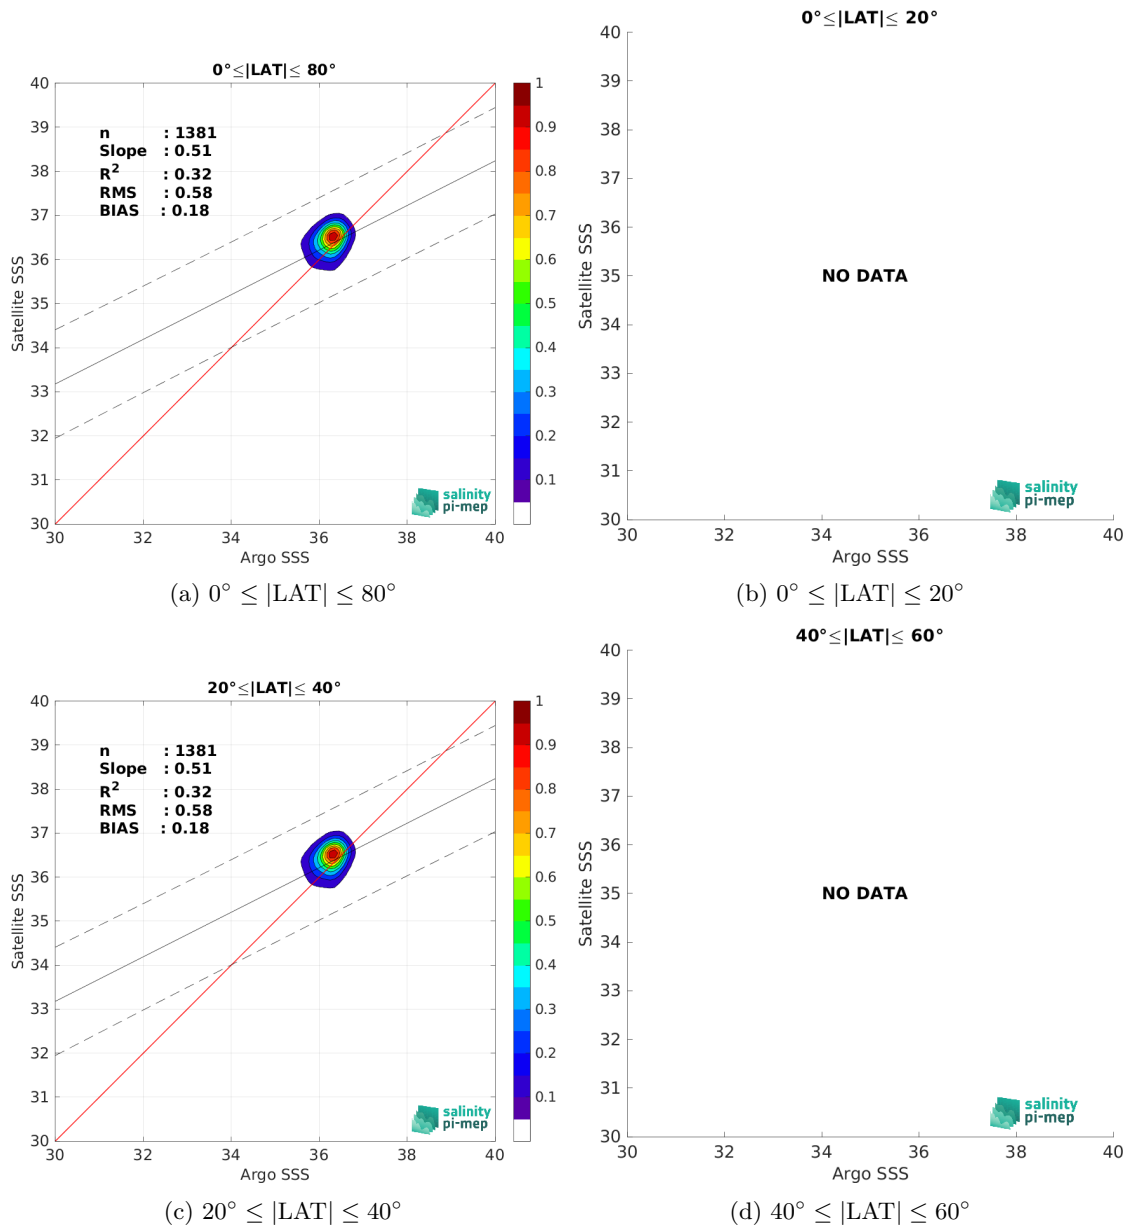 0°≤|LAT|≤ 80°
40
39
38
37
36
35
34
33
32
31
30
Satellite SSS
n : 1381
Slope : 0.51
R² : 0.32
RMS : 0.58
BIAS : 0.18
salinity
pi-mep
30 32 34 36 38 40
Argo SSS
1
0.9
0.8
0.7
0.6
0.5
0.4
0.3
0.2
0.1
(a) 0° ≤ |LAT| ≤ 80°
0°≤|LAT|≤ 20°
40
39
38
37
36
35
34
33
32
31
30
Satellite SSS
NO DATA
salinity
pi-mep
30 32 34 36 38 40
Argo SSS
(b) 0° ≤ |LAT| ≤ 20°
20°≤|LAT|≤ 40°
40
39
38
37
36
35
34
33
32
31
30
Satellite SSS
n : 1381
Slope : 0.51
R² : 0.32
RMS : 0.58
BIAS : 0.18
salinity
pi-mep
30 32 34 36 38 40
Argo SSS
1
0.9
0.8
0.7
0.6
0.5
0.4
0.3
0.2
0.1
(c) 20° ≤ |LAT| ≤ 40°
40°≤|LAT|≤ 60°
40
39
38
37
36
35
34
33
32
31
30
Satellite SSS
NO DATA
salinity
pi-mep
30 32 34 36 38 40
Argo SSS
(d) 40° ≤ |LAT| ≤ 60°